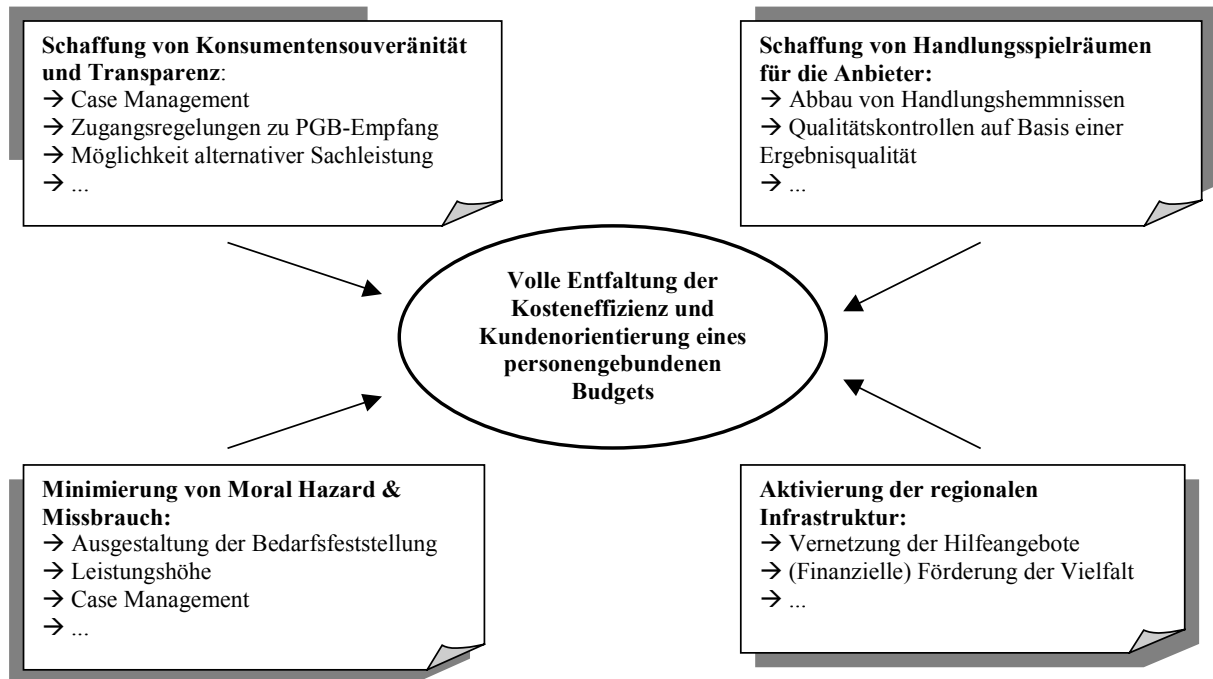 Schaffung von Konsumentensouveränität
und Transparenz:
→ Case Management
→ Zugangsregelungen zu PGB-Empfang
→ Möglichkeit alternativer Sachleistung
→ ...
Schaffung von Handlungsspielräumen
für die Anbieter:
→ Abbau von Handlungshemmnissen
→ Qualitätskontrollen auf Basis einer
Ergebnisqualität
→ ...
Volle Entfaltung der
Kosteneffizienz und
Kundenorientierung eines
personengebundenen
Budgets
Minimierung von Moral Hazard &
Missbrauch:
→ Ausgestaltung der Bedarfsfeststellung
→ Leistungshöhe
→ Case Management
→ ...
Aktivierung der regionalen
Infrastruktur:
→ Vernetzung der Hilfeangebote
→ (Finanzielle) Förderung der Vielfalt
→ ...